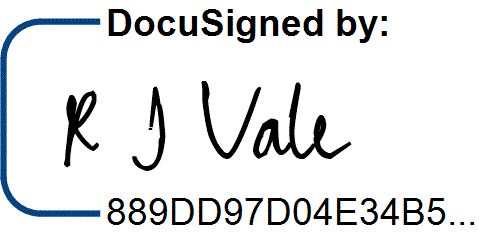 DocuSigned by:
R J Vale
889DD97D04E34B5...